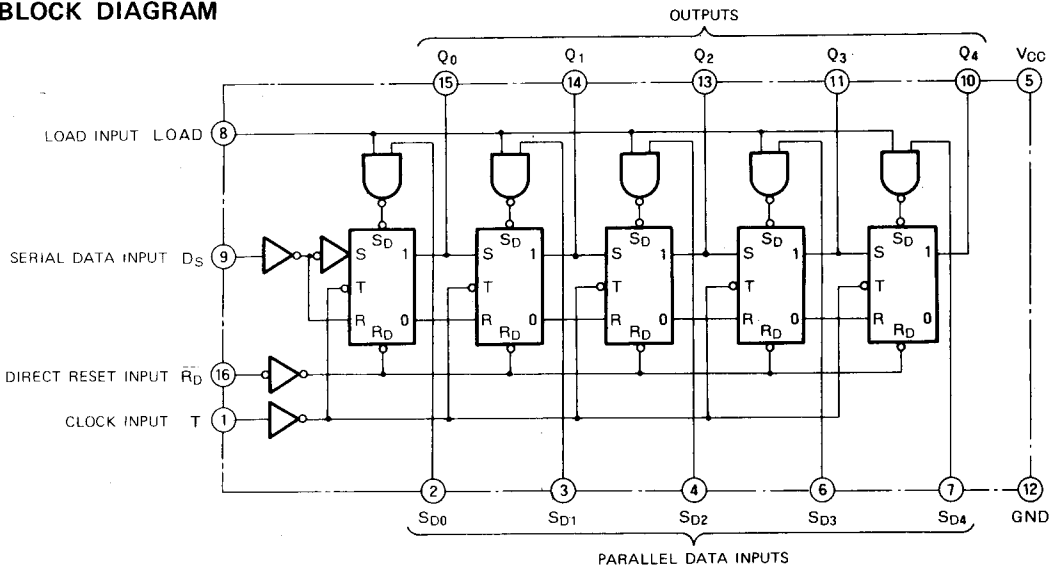 BLOCK DIAGRAM
OUTPUTS
Q0 Q1 Q2 Q3 Q4 VCC
15 14 13 11 10 5
LOAD INPUT LOAD 8
SD SD SD SD SD
SERIAL DATA INPUT DS 9
S 1 S 1 S 1 S 1 S 1
T T T T T
R 0 R 0 R 0 R 0 R 0
RD RD RD RD RD
DIRECT RESET INPUT R̅D̅ 16
CLOCK INPUT T 1
2 3 4 6 7 12
SD0 SD1 SD2 SD3 SD4 GND
PARALLEL DATA INPUTS